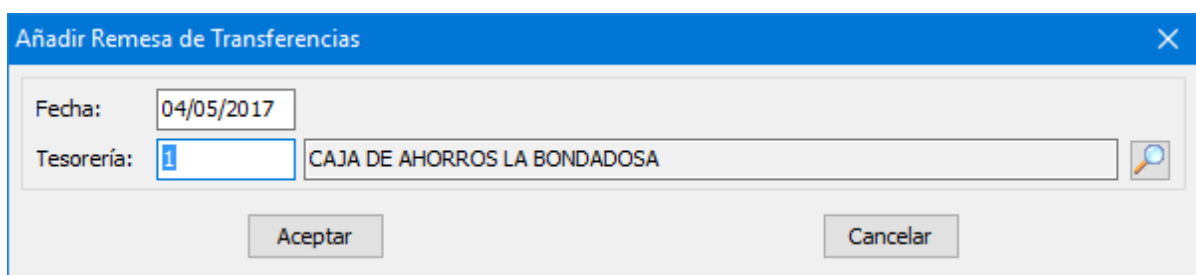 Añadir Remesa de Transferencias
Fecha: 04/05/2017
Tesorería: 1 CAJA DE AHORROS LA BONDADOSA
Aceptar Cancelar